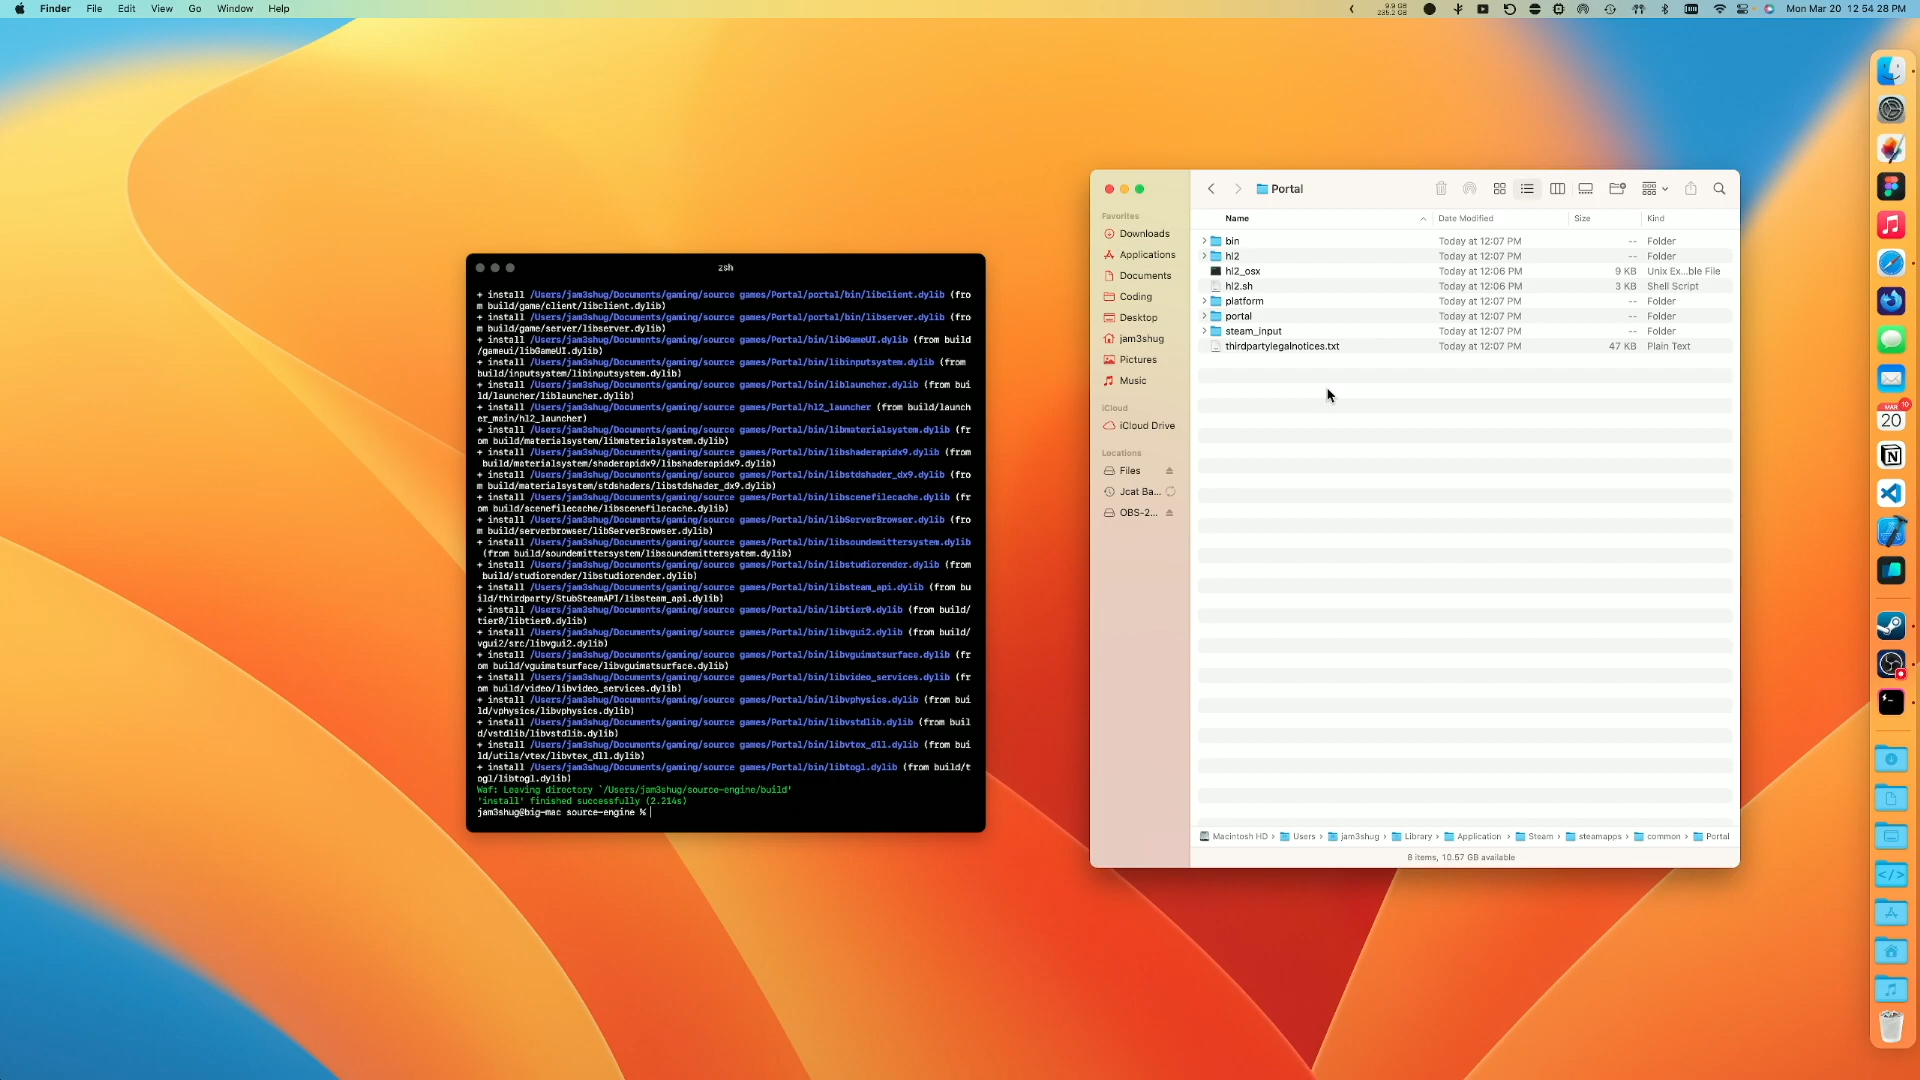 Finder File Edit View Go Window Help
9.9 GB
235.2 GB
Mon Mar 20 12 54 28 PM
zsh
+ install /Users/jam3shug/Documents/gaming/source games/Portal/portal/bin/libclient.dylib (fro
m build/game/client/libclient.dylib)
+ install /Users/jam3shug/Documents/gaming/source games/Portal/portal/bin/libserver.dylib (fro
m build/game/server/libserver.dylib)
+ install /Users/jam3shug/Documents/gaming/source games/Portal/bin/libGameUI.dylib (from build
/gameui/libGameUI.dylib)
+ install /Users/jam3shug/Documents/gaming/source games/Portal/bin/libinputsystem.dylib (from
build/inputsystem/libinputsystem.dylib)
+ install /Users/jam3shug/Documents/gaming/source games/Portal/bin/liblauncher.dylib (from bui
ld/launcher/liblauncher.dylib)
+ install /Users/jam3shug/Documents/gaming/source games/Portal/hl2_launcher (from build/launch
er_main/hl2_launcher)
+ install /Users/jam3shug/Documents/gaming/source games/Portal/bin/libmaterialsystem.dylib (fr
om build/materialsystem/libmaterialsystem.dylib)
+ install /Users/jam3shug/Documents/gaming/source games/Portal/bin/libshaderapidx9.dylib (from
build/materialsystem/shaderapidx9/libshaderapidx9.dylib)
+ install /Users/jam3shug/Documents/gaming/source games/Portal/bin/libstdshader_dx9.dylib (fro
m build/materialsystem/stdshaders/libstdshader_dx9.dylib)
+ install /Users/jam3shug/Documents/gaming/source games/Portal/bin/libscenefilecache.dylib (fr
om build/scenefilecache/libscenefilecache.dylib)
+ install /Users/jam3shug/Documents/gaming/source games/Portal/bin/libServerBrowser.dylib (fro
m build/serverbrowser/libServerBrowser.dylib)
+ install /Users/jam3shug/Documents/gaming/source games/Portal/bin/libsoundemittersystem.dylib
(from build/soundemittersystem/libsoundemittersystem.dylib)
+ install /Users/jam3shug/Documents/gaming/source games/Portal/bin/libstudiorender.dylib (from
build/studiorender/libstudiorender.dylib)
+ install /Users/jam3shug/Documents/gaming/source games/Portal/bin/libsteam_api.dylib (from bu
ild/thirdparty/StubSteamAPI/libsteam_api.dylib)
+ install /Users/jam3shug/Documents/gaming/source games/Portal/bin/libtier0.dylib (from build/
tier0/libtier0.dylib)
+ install /Users/jam3shug/Documents/gaming/source games/Portal/bin/libvgui2.dylib (from build/
vgui2/src/libvgui2.dylib)
+ install /Users/jam3shug/Documents/gaming/source games/Portal/bin/libvguimatsurface.dylib (fr
om build/vguimatsurface/libvguimatsurface.dylib)
+ install /Users/jam3shug/Documents/gaming/source games/Portal/bin/libvideo_services.dylib (fr
om build/video/libvideo_services.dylib)
+ install /Users/jam3shug/Documents/gaming/source games/Portal/bin/libvphysics.dylib (from bui
ld/vphysics/libvphysics.dylib)
+ install /Users/jam3shug/Documents/gaming/source games/Portal/bin/libvstdlib.dylib (from buil
d/vstdlib/libvstdlib.dylib)
+ install /Users/jam3shug/Documents/gaming/source games/Portal/bin/libvtex_dll.dylib (from bui
ld/utils/vtex/libvtex_dll.dylib)
+ install /Users/jam3shug/Documents/gaming/source games/Portal/bin/libtogl.dylib (from build/t
ogl/libtogl.dylib)
Waf: Leaving directory `/Users/jam3shug/source-engine/build'
'install' finished successfully (2.214s)
jam3shug@big-mac source-engine %
Portal
Favorites
Downloads
Applications
Documents
Coding
Desktop
jam3shug
Pictures
Music
iCloud
iCloud Drive
Locations
Files
Jcat Ba...
OBS-2...
Name Date Modified Size Kind
bin Today at 12:07 PM -- Folder
hl2 Today at 12:07 PM -- Folder
hl2_osx Today at 12:06 PM 9 KB Unix Ex...ble File
hl2.sh Today at 12:06 PM 3 KB Shell Script
platform Today at 12:07 PM -- Folder
portal Today at 12:07 PM -- Folder
steam_input Today at 12:07 PM -- Folder
thirdpartylegalnotices.txt Today at 12:07 PM 47 KB Plain Text
Macintosh HD › Users › jam3shug › Library › Application › Steam › steamapps › common › Portal
8 items, 10.57 GB available
MAR
20
10